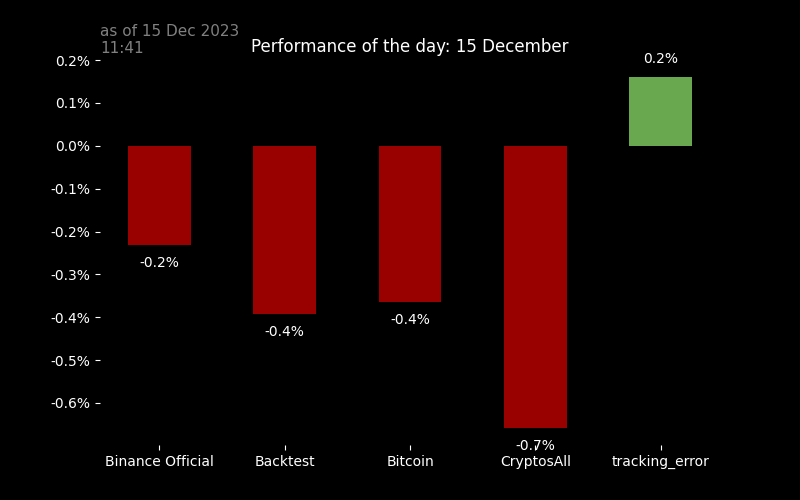 as of 15 Dec 2023
11:41
Performance of the day: 15 December
0.2%
0.1%
0.0%
-0.1%
-0.2%
-0.3%
-0.4%
-0.5%
-0.6%
-0.2%
-0.4%
-0.4%
-0.7%
0.2%
Binance Official
Backtest
Bitcoin
CryptosAll
tracking_error